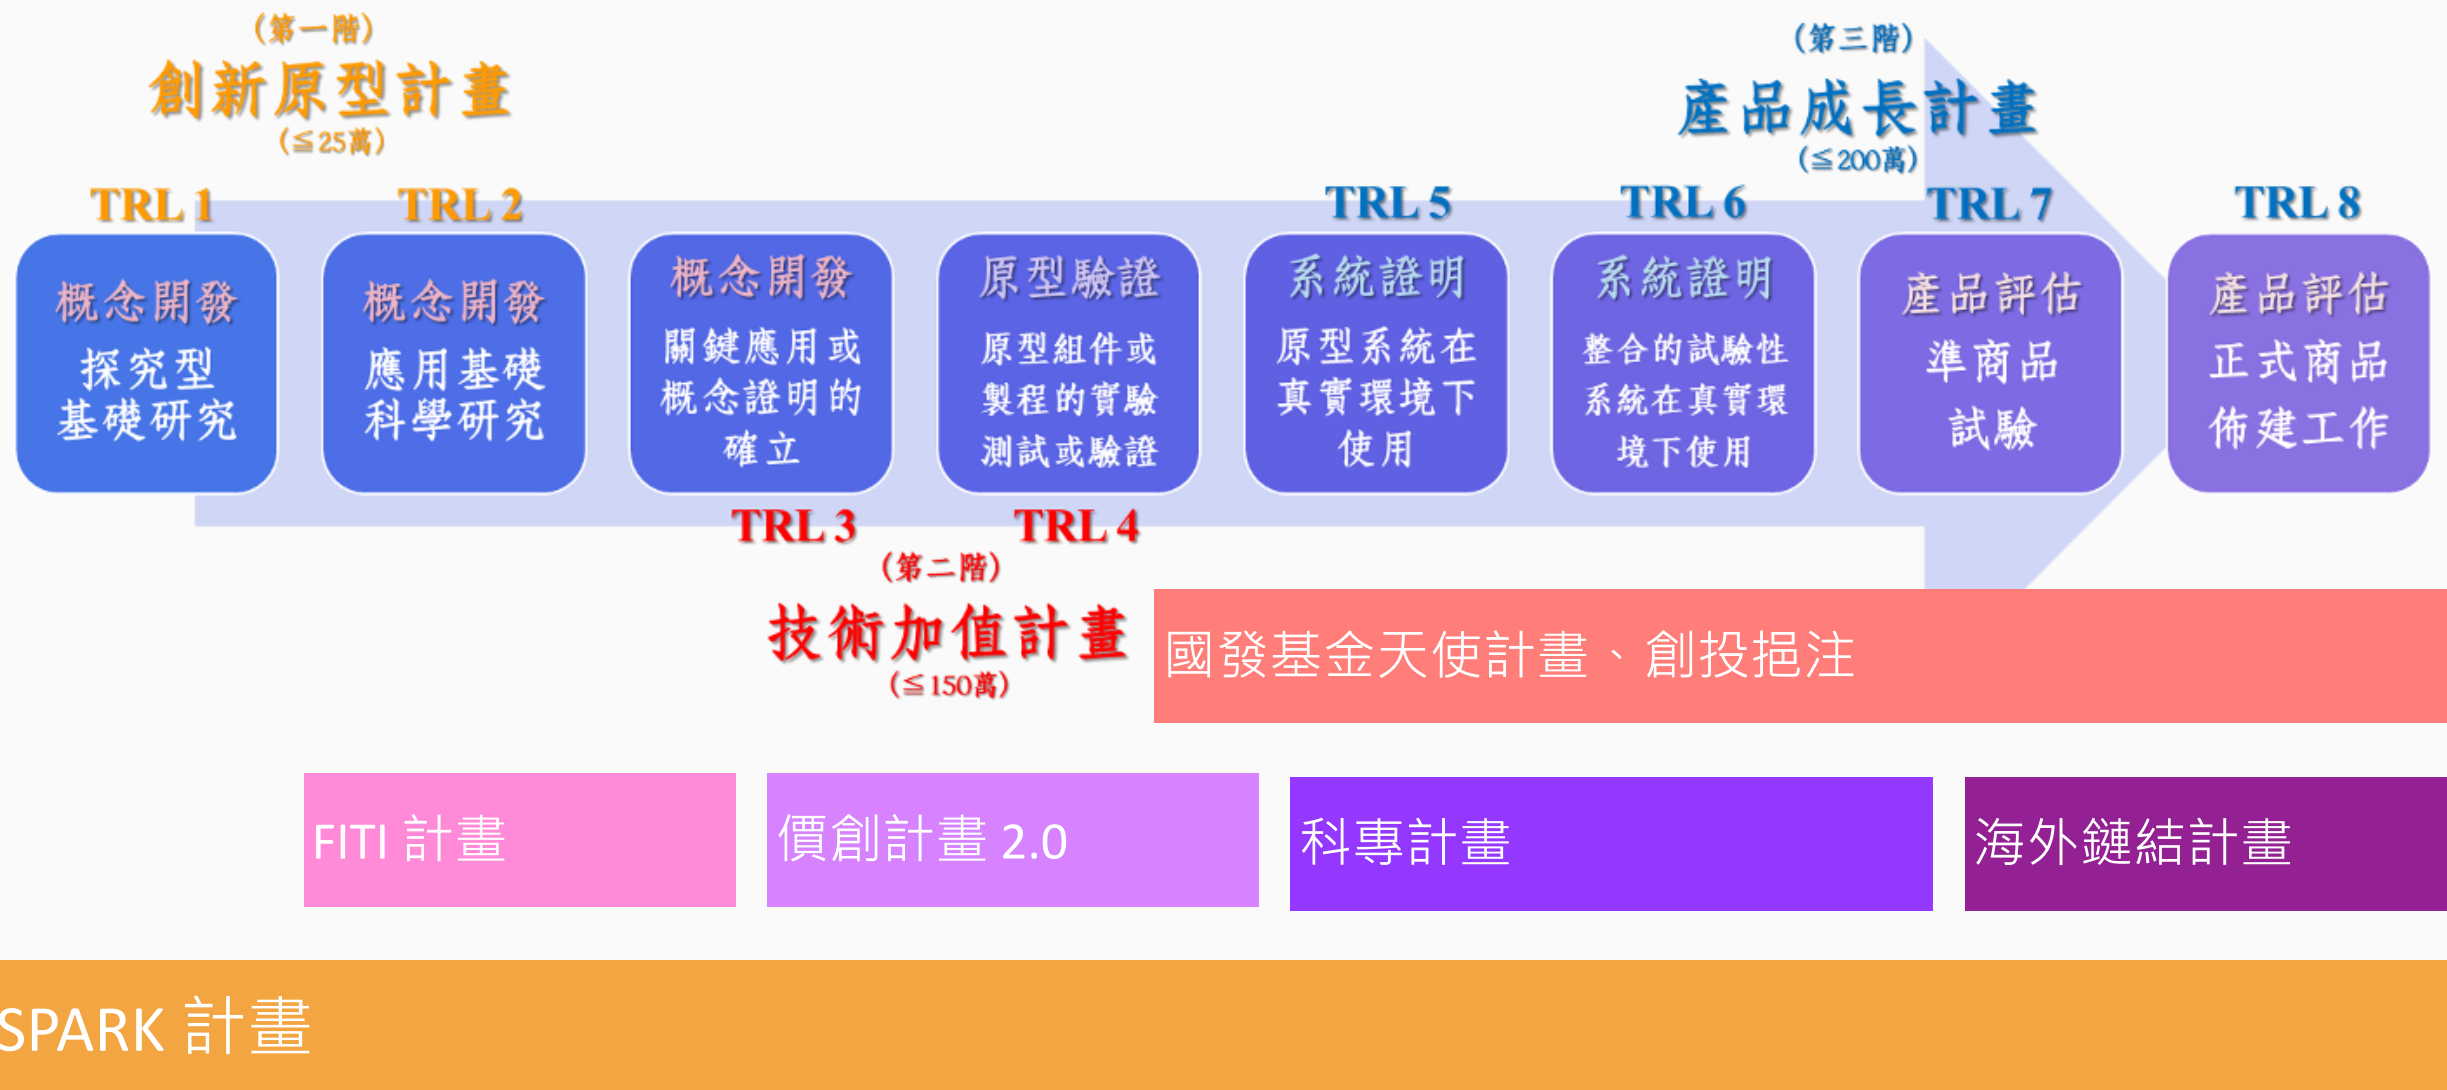 (第一階)
創新原型計畫
(≦25萬)
(第三階)
產品成長計畫
(≦200萬)
TRL 1
TRL 2
TRL 5
TRL 6
TRL 7
TRL 8
概念開發
探究型
基礎研究
概念開發
應用基礎
科學研究
概念開發
關鍵應用或
概念證明的
確立
原型驗證
原型組件或
製程的實驗
測試或驗證
系統證明
原型系統在
真實環境下
使用
系統證明
整合的試驗性
系統在真實環
境下使用
產品評估
準商品
試驗
產品評估
正式商品
佈建工作
TRL 3
TRL 4
(第二階)
技術加值計畫
(≦150萬)
國發基金天使計畫、創投挹注
FITI 計畫
價創計畫 2.0
科專計畫
海外鏈結計畫
SPARK 計畫